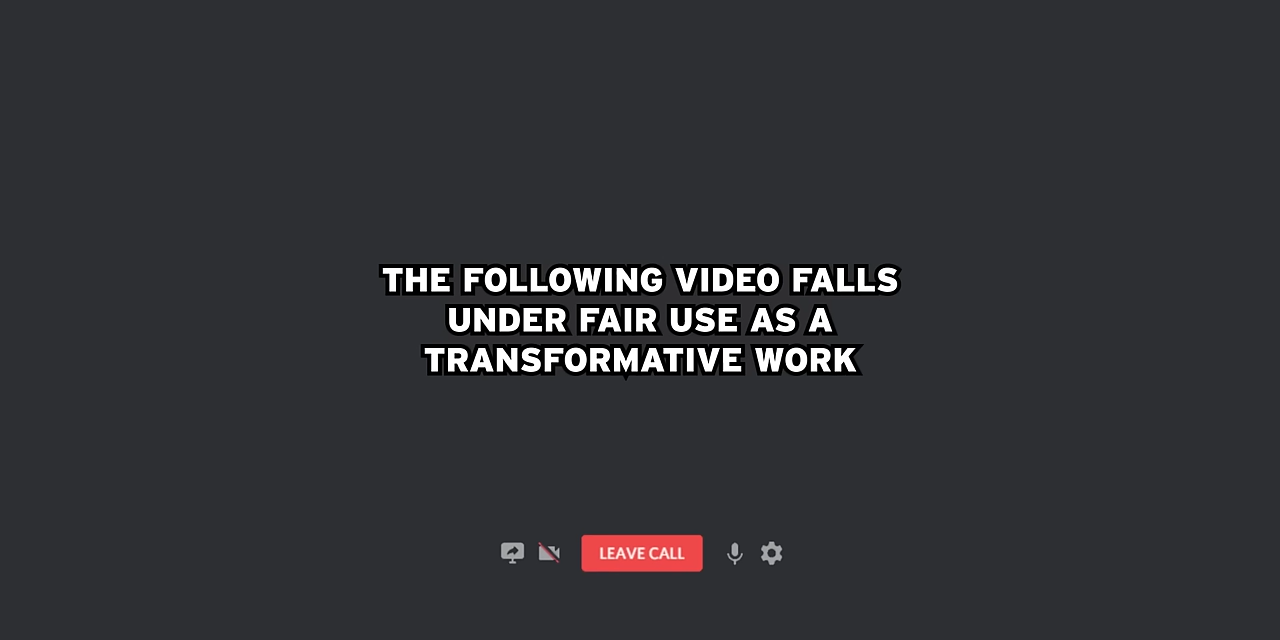 THE FOLLOWING VIDEO FALLS
UNDER FAIR USE AS A
TRANSFORMATIVE WORK
LEAVE CALL